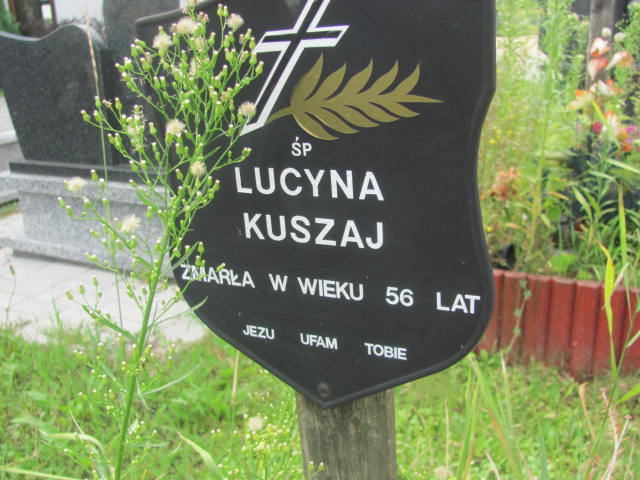 ŚP
LUCYNA
KUSZAJ
ZMARŁA W WIEKU 56 LAT
JEZU UFAM TOBIE